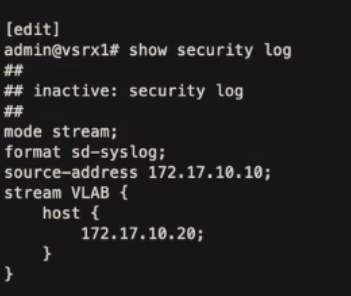 [edit]
admin@vsrx1# show security log
##
## inactive: security log
##
mode stream;
format sd-syslog;
source-address 172.17.10.10;
stream VLAB {
    host {
        172.17.10.20;
    }
}